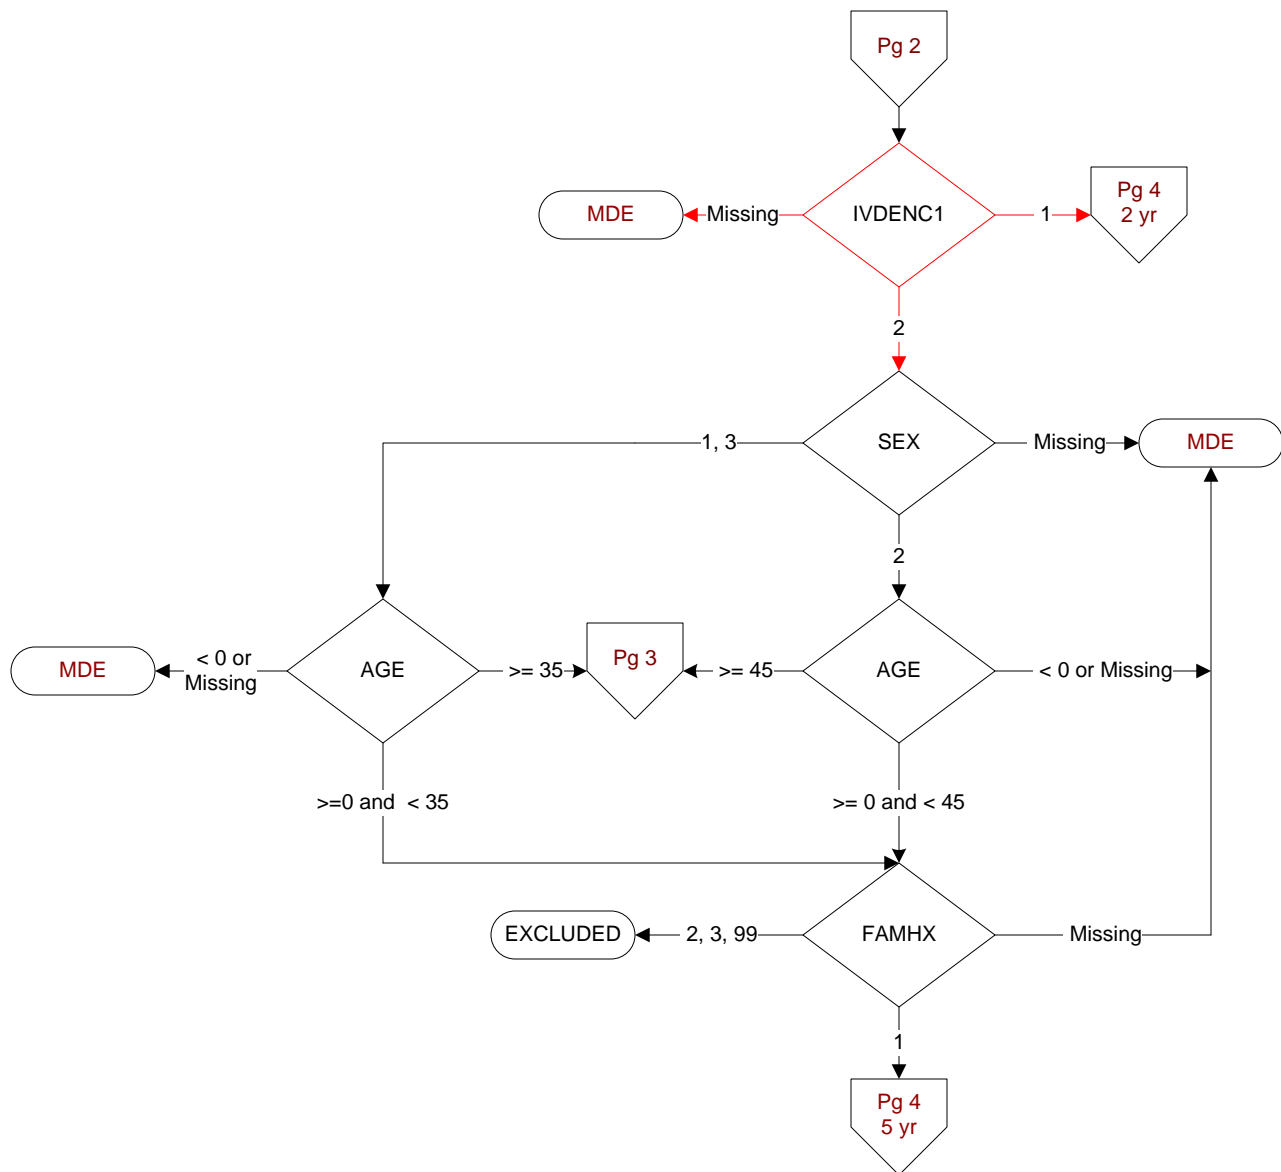 Pg 2
MDE
Missing
IVDENC1
1
Pg 4
2 yr
2
1, 3
SEX
Missing
MDE
2
MDE
< 0 or
Missing
AGE
>= 35
Pg 3
>= 45
AGE
< 0 or Missing
>=0 and < 35
>= 0 and < 45
EXCLUDED
2, 3, 99
FAMHX
Missing
1
Pg 4
5 yr